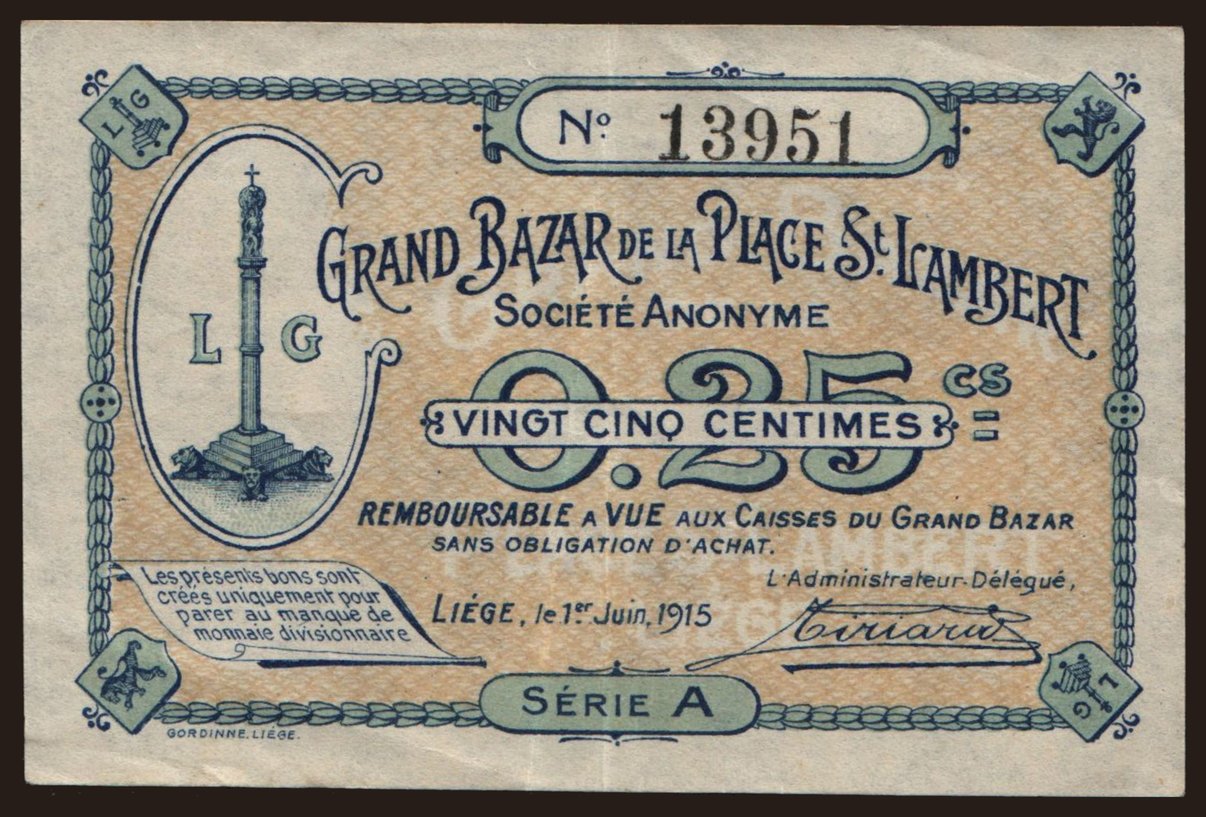 Nº 13951
GRAND BAZAR DE LA PLACE St. LAMBERT
SOCIÉTÉ ANONYME
L G
0.25 CS
VINGT CINQ CENTIMES
REMBOURSABLE A VUE AUX CAISSES DU GRAND BAZAR
SANS OBLIGATION D'ACHAT.
L'Administrateur-Délégué,
LIÉGE, le 1er Juin, 1915
Les présents bons sont
créés uniquement pour
parer au manque de
monnaie divisionnaire
SÉRIE A
GORDINNE. LIÉGE.
L G
L G